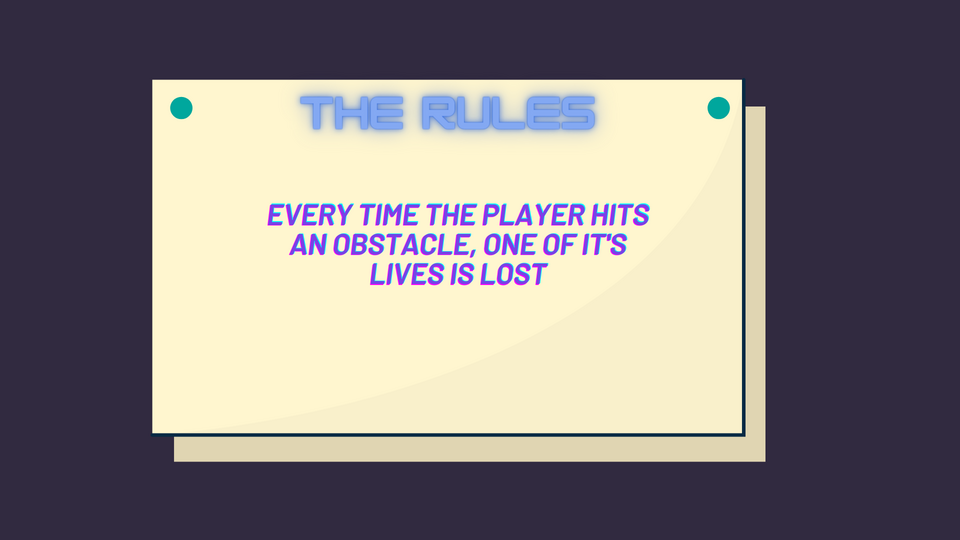 THE RULES
EVERY TIME THE PLAYER HITS
AN OBSTACLE, ONE OF IT'S
LIVES IS LOST